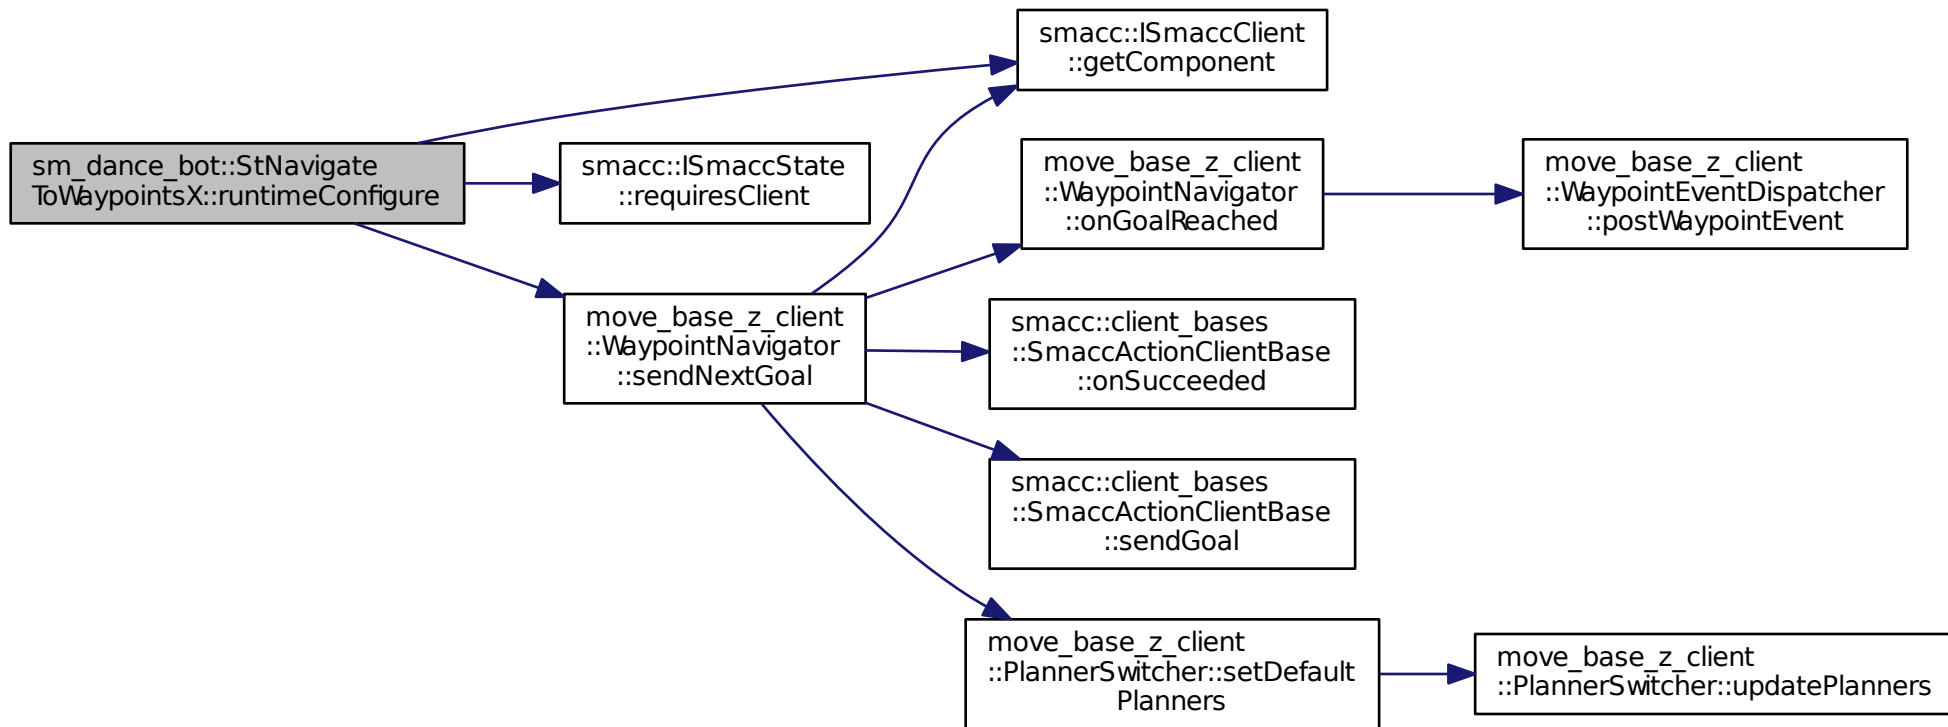 smacc::ISmaccClient
::getComponent
sm_dance_bot::StNavigate
ToWaypointsX::runtimeConfigure
smacc::ISmaccState
::requiresClient
move_base_z_client
::WaypointNavigator
::onGoalReached
move_base_z_client
::WaypointEventDispatcher
::postWaypointEvent
move_base_z_client
::WaypointNavigator
::sendNextGoal
smacc::client_bases
::SmaccActionClientBase
::onSucceeded
smacc::client_bases
::SmaccActionClientBase
::sendGoal
move_base_z_client
::PlannerSwitcher::setDefault
Planners
move_base_z_client
::PlannerSwitcher::updatePlanners